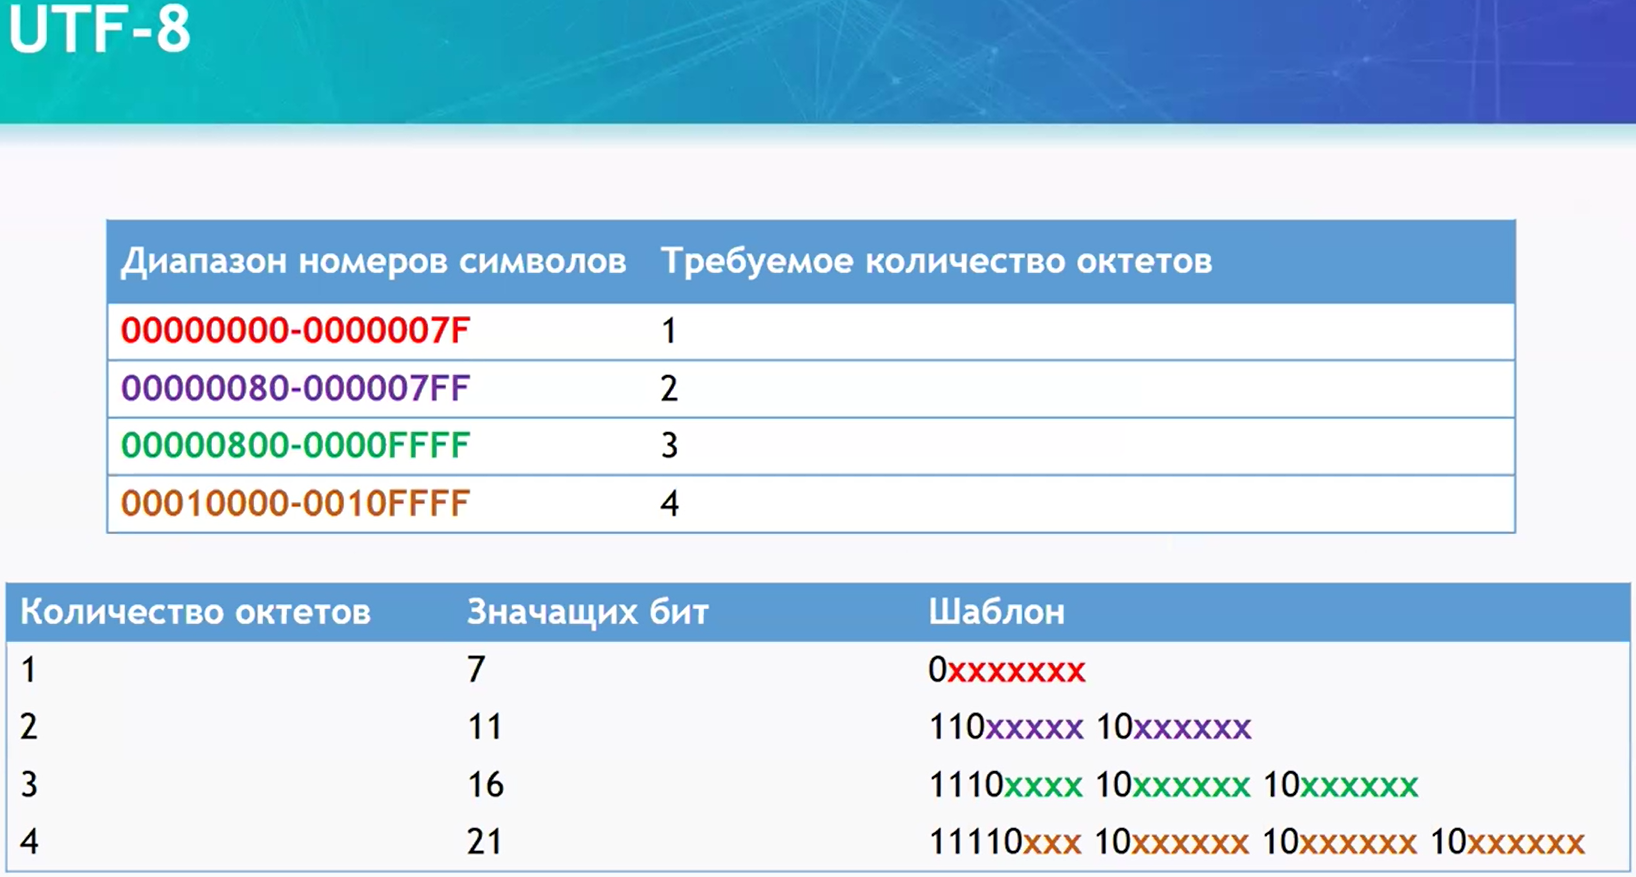 UTF-8
Диапазон номеров символов Требуемое количество октетов
00000000-0000007F 1
00000080-000007FF 2
00000800-0000FFFF 3
00010000-0010FFFF 4
Количество октетов Значащих бит Шаблон
1 7 0xxxxxxx
2 11 110xxxxx 10xxxxxx
3 16 1110xxxx 10xxxxxx 10xxxxxx
4 21 11110xxx 10xxxxxx 10xxxxxx 10xxxxxx